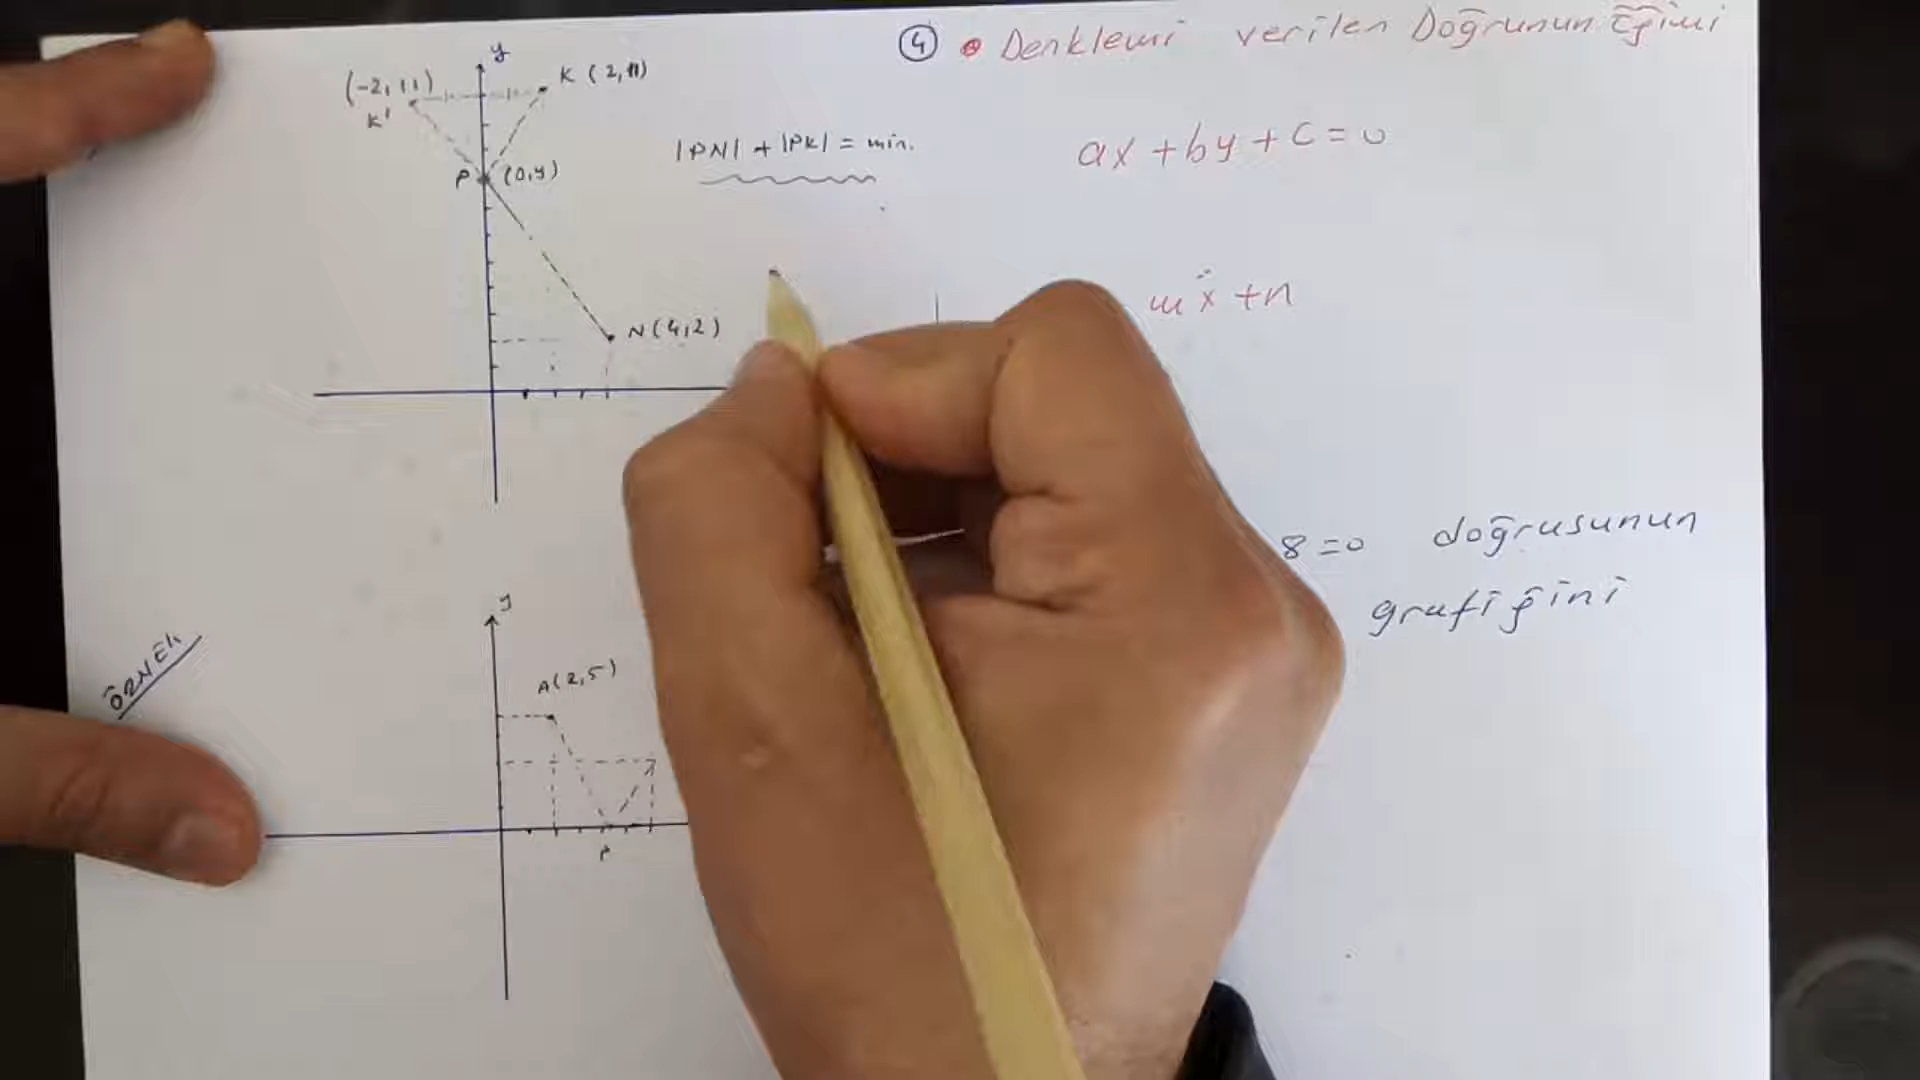 y
(-2,11)
K'
K (2,11)
P (0,y)
|PN| + |PK| = min.
N(4,2)
ÖRNEK
y
A(2,5)
④ • Denklemi verilen Doğrunun Eğimi
ax + by + c = 0
mx + n
8 = 0 doğrusunun
grafiğini